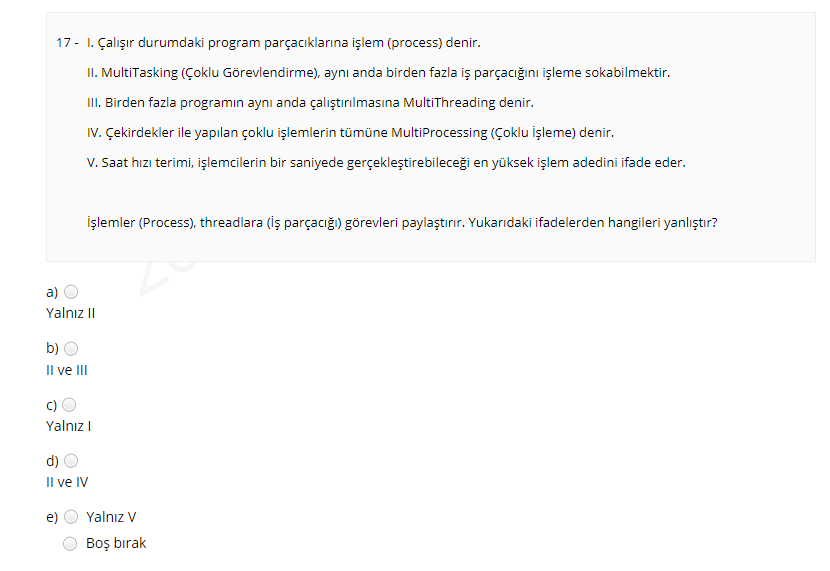 17 - I. Çalışır durumdaki program parçacıklarına işlem (process) denir.
II. MultiTasking (Çoklu Görevlendirme), aynı anda birden fazla iş parçacığını işleme sokabilmektir.
III. Birden fazla programın aynı anda çalıştırılmasına MultiThreading denir.
IV. Çekirdekler ile yapılan çoklu işlemlerin tümüne MultiProcessing (Çoklu İşleme) denir.
V. Saat hızı terimi, işlemcilerin bir saniyede gerçekleştirebileceği en yüksek işlem adedini ifade eder.
İşlemler (Process), threadlara (İş parçacığı) görevleri paylaştırır. Yukarıdaki ifadelerden hangileri yanlıştır?
a)
Yalnız II
b)
II ve III
c)
Yalnız I
d)
II ve IV
e) Yalnız V
Boş bırak